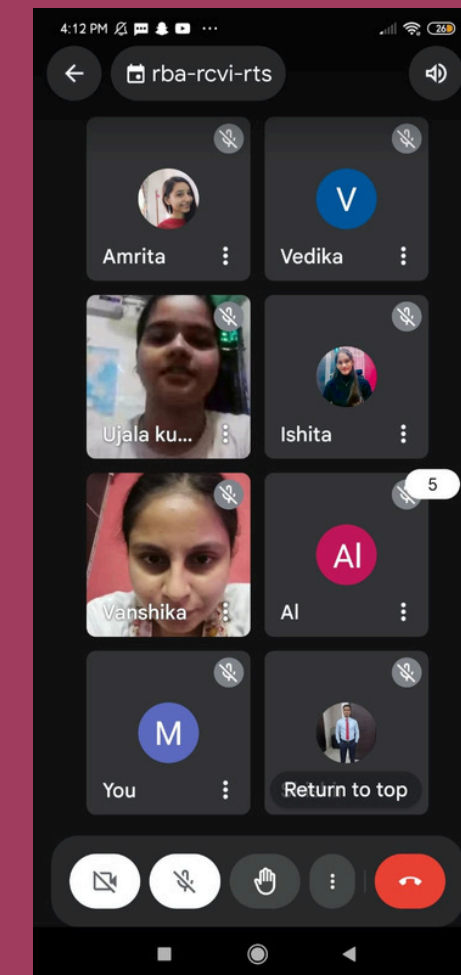 4:12 PM 26
rba-rcvi-rts
Amrita
V
Vedika
Ujala ku...
Ishita
5
Vanshika
Al
Al
M
You
Return to top